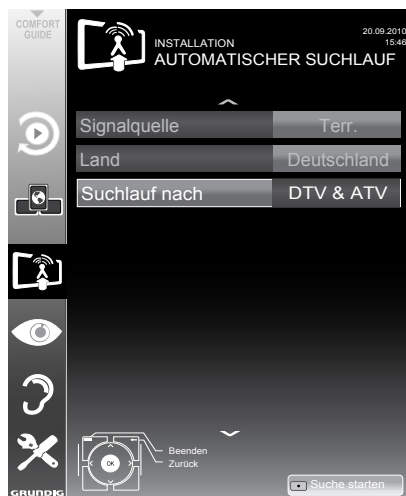 COMFORT
GUIDE
INSTALLATION
AUTOMATISCHER SUCHLAUF
20.09.2010
15:46
Signalquelle Terr.
Land Deutschland
Suchlauf nach DTV & ATV
OK
Beenden
Zurück
Suche starten
GRUNDIG